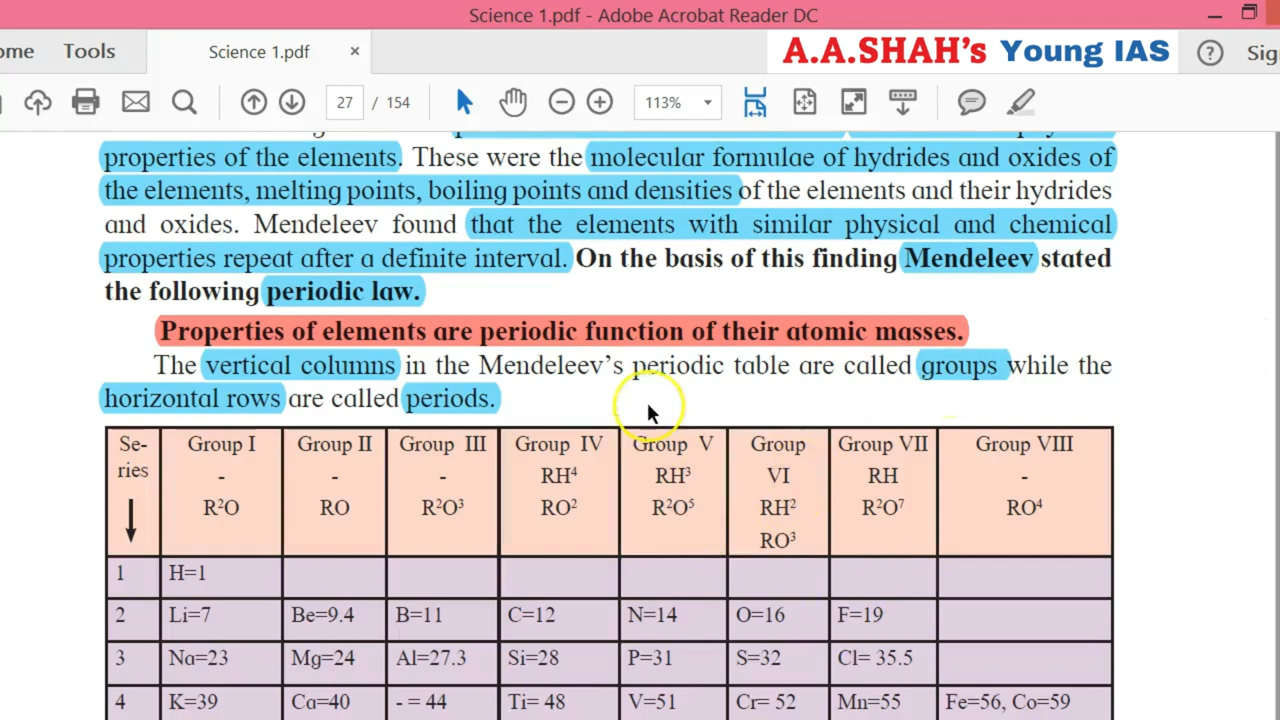 Science 1.pdf - Adobe Acrobat Reader DC
ome Tools Science 1.pdf × A.A.SHAH's Young IAS ? Sig
27 / 154 113%
properties of the elements. These were the molecular formulae of hydrides and oxides of
the elements, melting points, boiling points and densities of the elements and their hydrides
and oxides. Mendeleev found that the elements with similar physical and chemical
properties repeat after a definite interval. On the basis of this finding Mendeleev stated
the following periodic law.
Properties of elements are periodic function of their atomic masses.
The vertical columns in the Mendeleev's periodic table are called groups while the
horizontal rows are called periods.
Se-ries Group I - R²O Group II - RO Group III - R²O³ Group IV RH⁴ RO² Group V RH³ R²O⁵ Group VI RH² RO³ Group VII RH R²O⁷ Group VIII - RO⁴
1 H=1
2 Li=7 Be=9.4 B=11 C=12 N=14 O=16 F=19
3 Na=23 Mg=24 Al=27.3 Si=28 P=31 S=32 Cl= 35.5
4 K=39 Ca=40 - = 44 Ti= 48 V=51 Cr= 52 Mn=55 Fe=56, Co=59